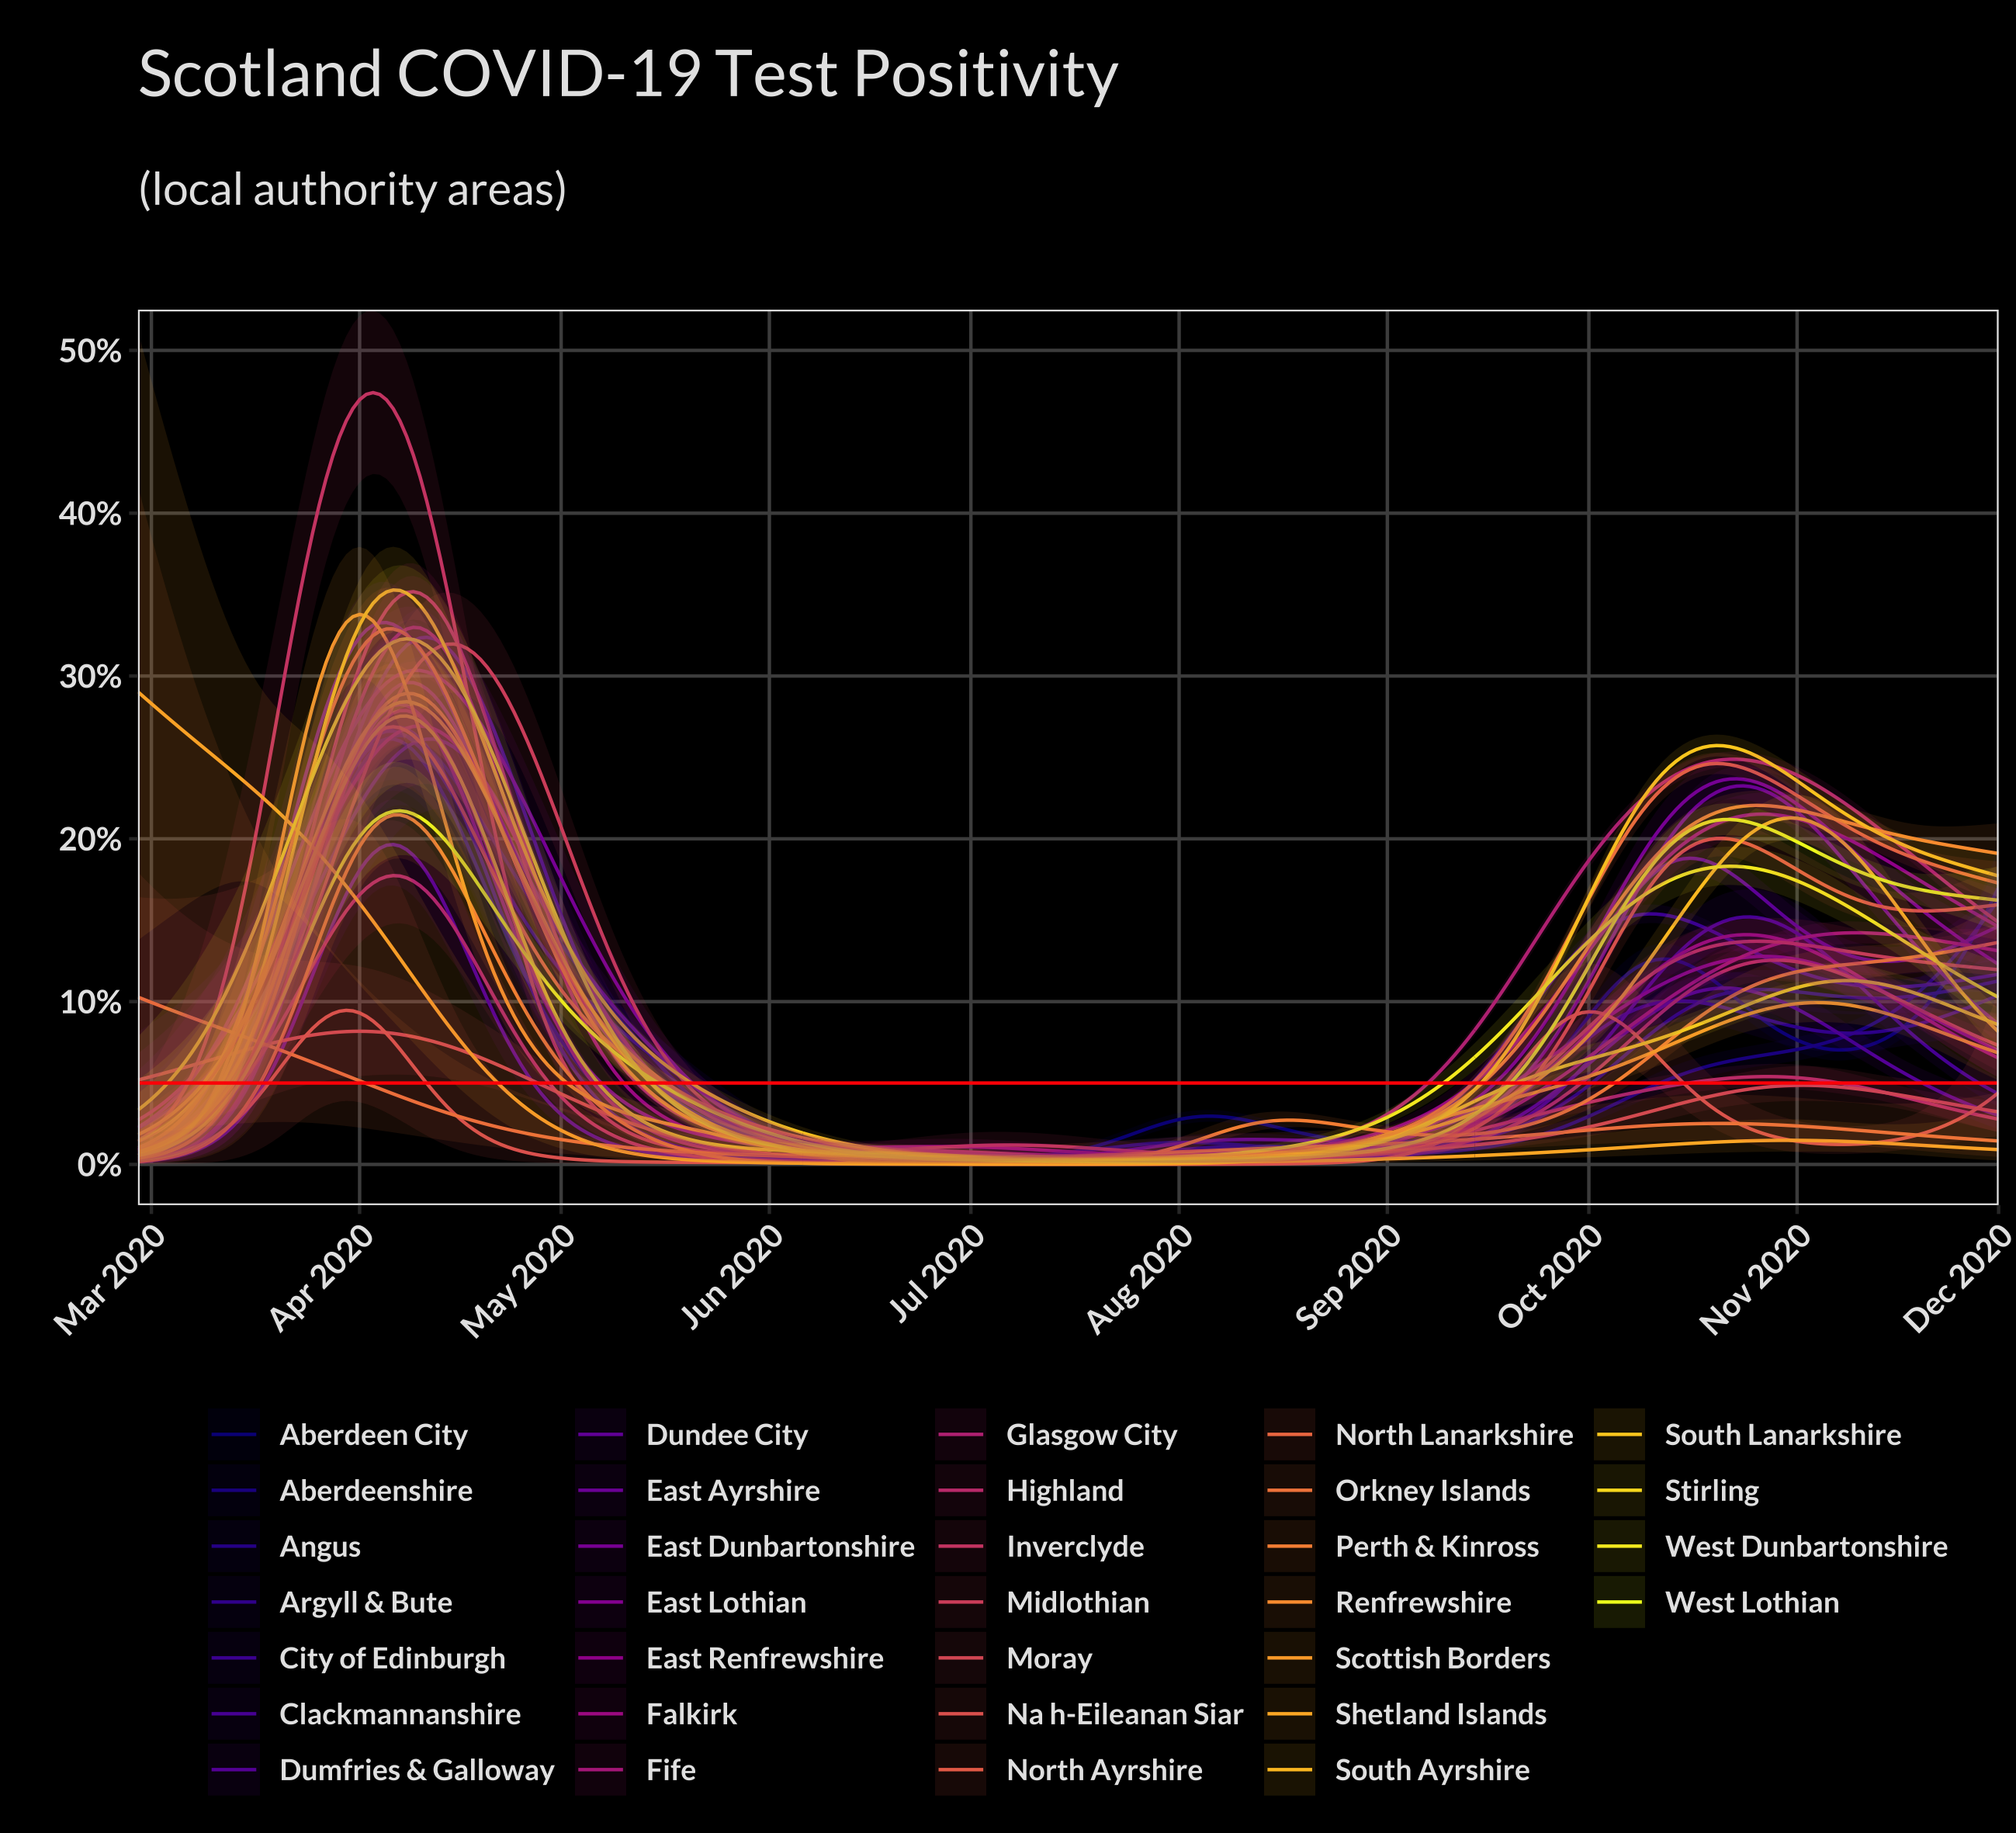 Scotland COVID-19 Test Positivity
(local authority areas)
50%
40%
30%
20%
10%
0%
Mar 2020
Apr 2020
May 2020
Jun 2020
Jul 2020
Aug 2020
Sep 2020
Oct 2020
Nov 2020
Dec 2020
Aberdeen City
Aberdeenshire
Angus
Argyll & Bute
City of Edinburgh
Clackmannanshire
Dumfries & Galloway
Dundee City
East Ayrshire
East Dunbartonshire
East Lothian
East Renfrewshire
Falkirk
Fife
Glasgow City
Highland
Inverclyde
Midlothian
Moray
Na h-Eileanan Siar
North Ayrshire
North Lanarkshire
Orkney Islands
Perth & Kinross
Renfrewshire
Scottish Borders
Shetland Islands
South Ayrshire
South Lanarkshire
Stirling
West Dunbartonshire
West Lothian